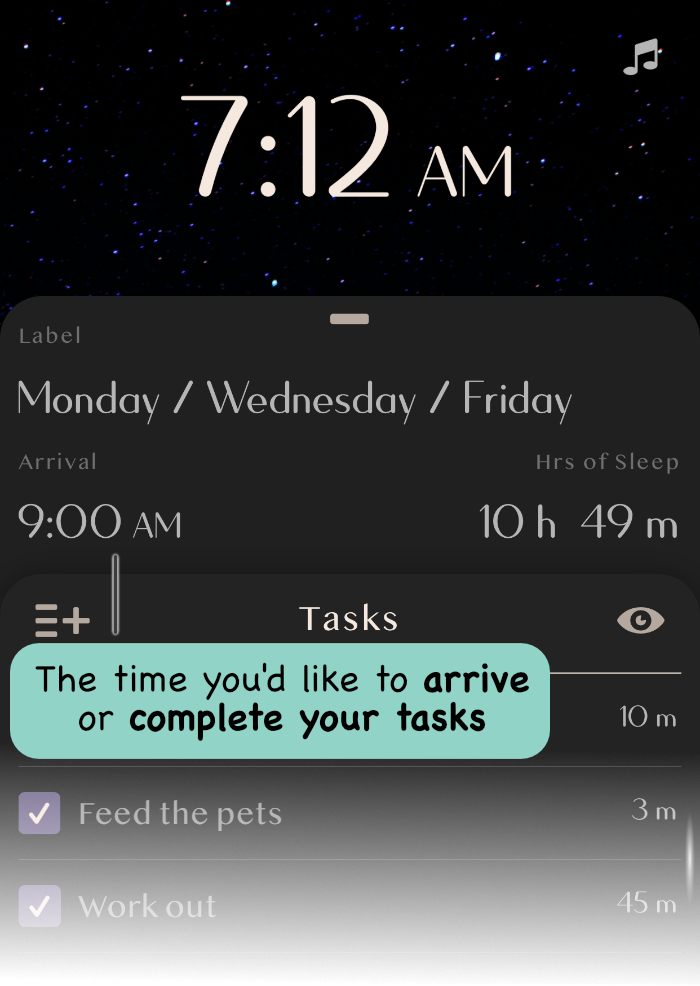 7:12 AM
Label
Monday / Wednesday / Friday
Arrival Hrs of Sleep
9:00 AM 10 h 49 m
Tasks
The time you'd like to arrive
or complete your tasks
10 m
Feed the pets 3 m
Work out 45 m